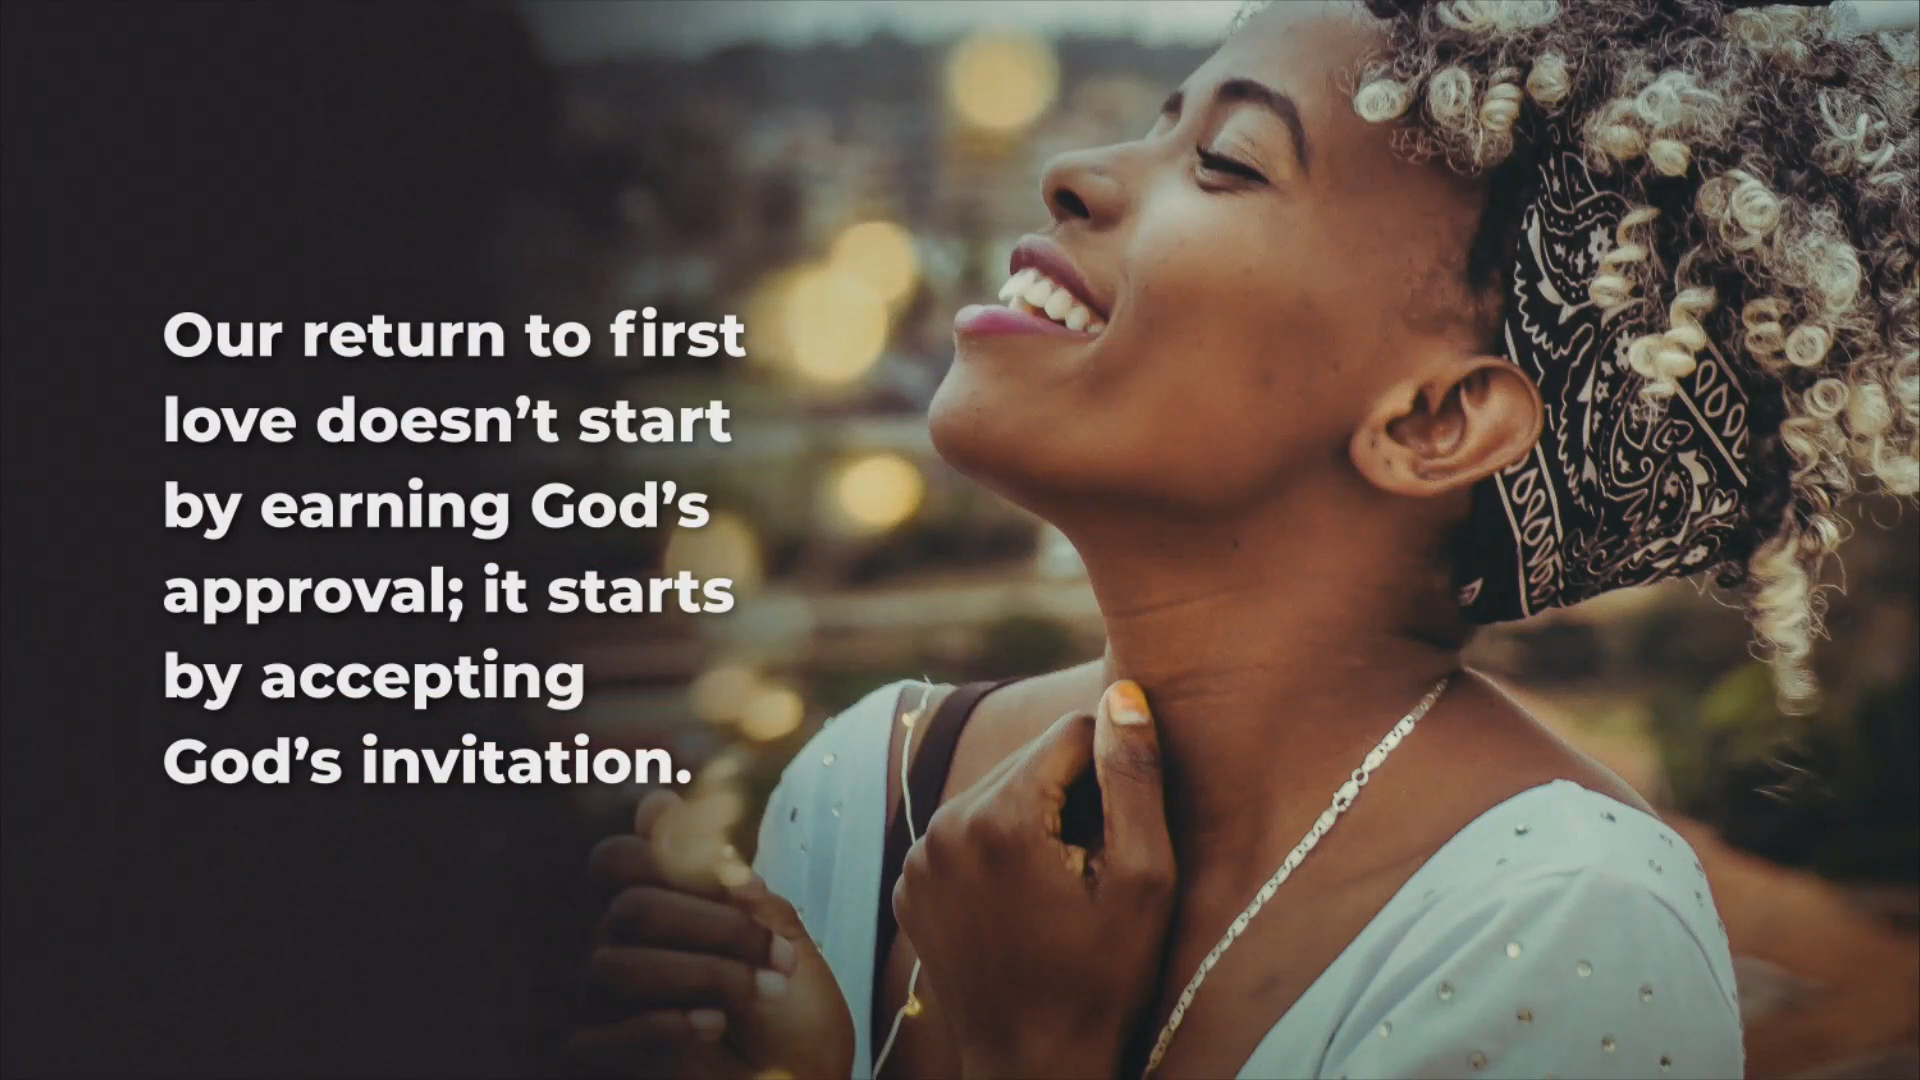 Our return to first
love doesn’t start
by earning God’s
approval; it starts
by accepting
God’s invitation.